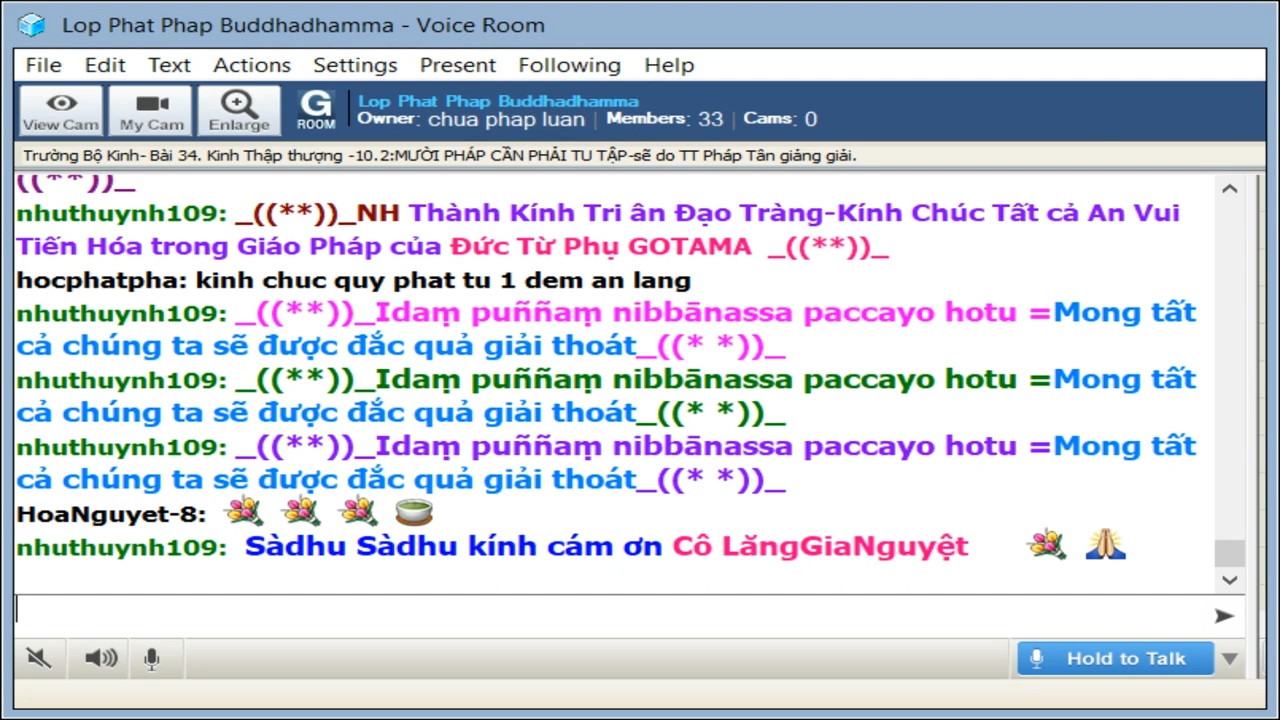 Lop Phat Phap Buddhadhamma - Voice Room
File Edit Text Actions Settings Present Following Help
View Cam My Cam Enlarge G ROOM
Lop Phat Phap Buddhadhamma
Owner: chua phap luan | Members: 33 | Cams: 0
Trường Bộ Kinh- Bài 34. Kinh Thập thượng -10.2:MƯỜI PHÁP CẦN PHẢI TU TẬP-sẽ do TT Pháp Tân giảng giải.
((**))_
nhuthuynh109: _((**))_NH Thành Kính Tri ân Đạo Tràng-Kính Chúc Tất cả An Vui
Tiến Hóa trong Giáo Pháp của Đức Từ Phụ GOTAMA _((**))_
hocphatpha: kinh chuc quy phat tu 1 dem an lang
nhuthuynh109: _((**))_Idaṃ puññaṃ nibbānassa paccayo hotu =Mong tất
cả chúng ta sẽ được đắc quả giải thoát_((* *))_
nhuthuynh109: _((**))_Idaṃ puññaṃ nibbānassa paccayo hotu =Mong tất
cả chúng ta sẽ được đắc quả giải thoát_((* *))_
nhuthuynh109: _((**))_Idaṃ puññaṃ nibbānassa paccayo hotu =Mong tất
cả chúng ta sẽ được đắc quả giải thoát_((* *))_
HoaNguyet-8:
nhuthuynh109: Sàdhu Sàdhu kính cám ơn Cô LăngGiaNguyệt
Hold to Talk